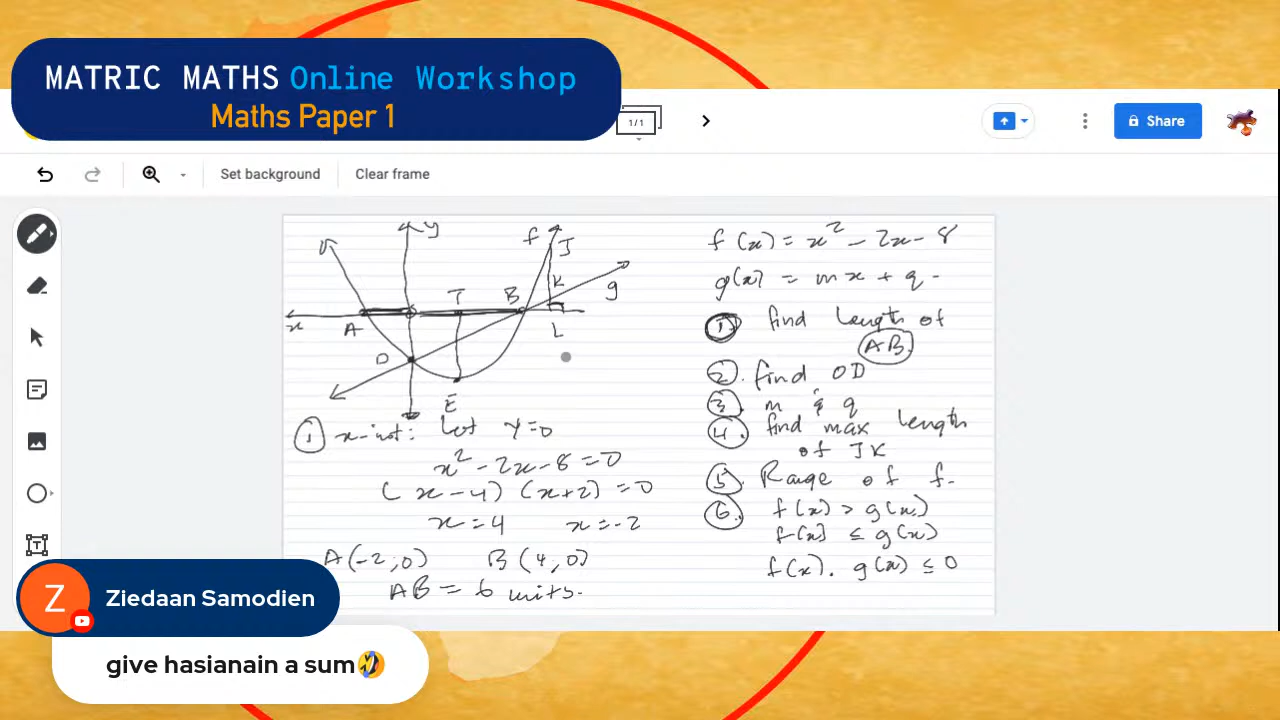 MATRIC MATHS Online Workshop
Maths Paper 1
1/1
Share
Set background
Clear frame
y
f
J
K
g
T
B
x
A
L
D
E
① x-int: Let y=0
x² - 2x - 8 = 0
(x-4) (x+2) = 0
x = 4 x = -2
A(-2;0) B(4,0)
AB = 6 units.
f(x) = x² - 2x - 8
g(x) = mx + q
① find length of
AB.
② find OD
③ m & q
④ find max length
of JK
⑤ Range of f.
⑥ f(x) > g(x)
f(x) ≤ g(x)
f(x). g(x) ≤ 0
Z
Ziedaan Samodien
give hasianain a sum🤣